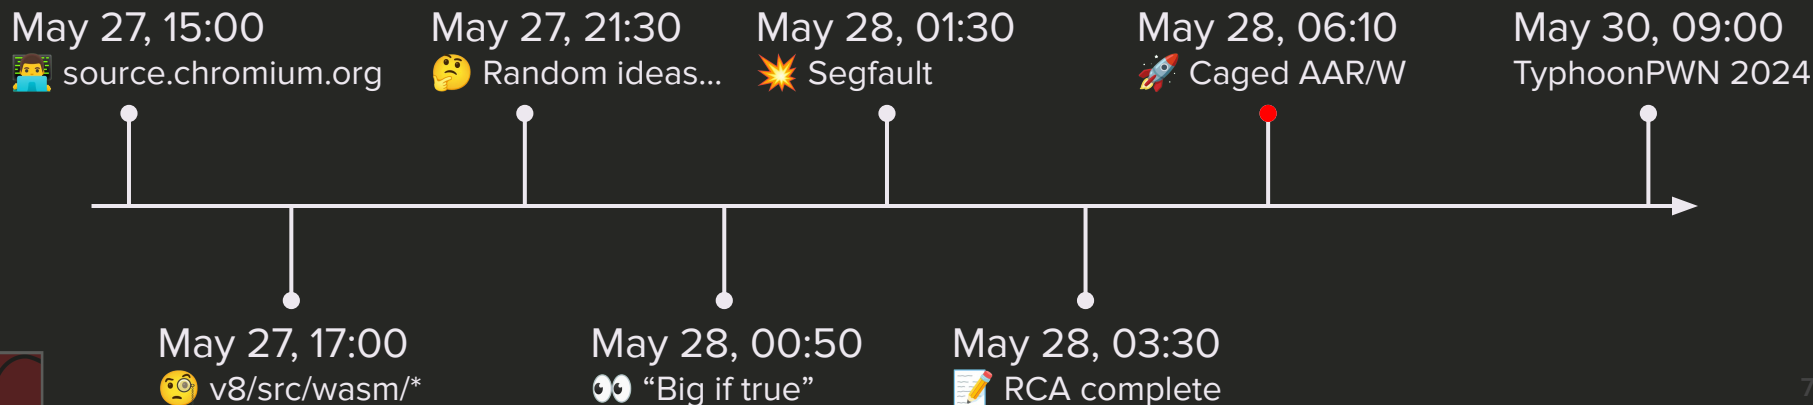 May 27, 15:00
👨‍💻 source.chromium.org
May 27, 21:30
🤔 Random ideas...
May 28, 01:30
💥 Segfault
May 28, 06:10
🚀 Caged AAR/W
May 30, 09:00
TyphoonPWN 2024
May 27, 17:00
🧐 v8/src/wasm/*
May 28, 00:50
👀 “Big if true”
May 28, 03:30
📝 RCA complete